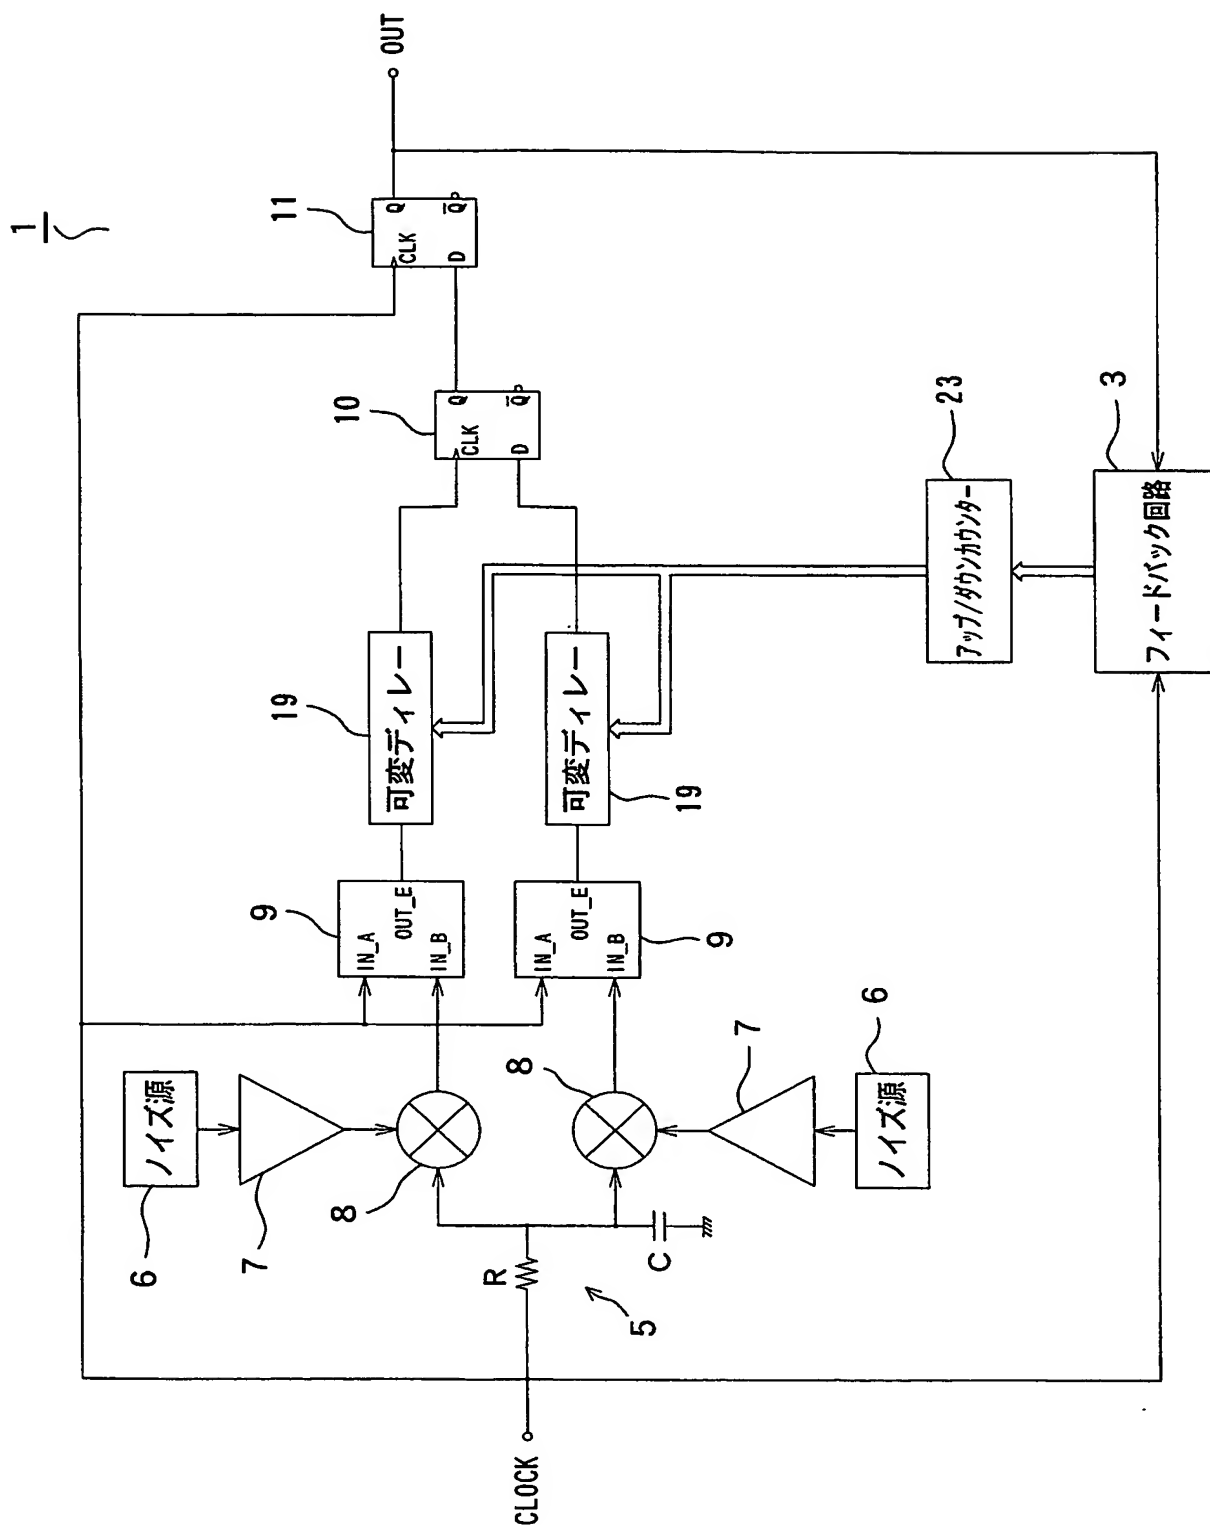 1
CLOCK
5
R
C
6
ノイズ源
7
8
8
7
6
ノイズ源
9
IN_A
OUT_E
IN_B
IN_A
OUT_E
IN_B
9
19
可変ディレー
可変ディレー
19
10
CLK
Q
D
Q̅
11
CLK
Q
D
Q̅
OUT
23
アップ/ダウンカウンター
3
フィードバック回路